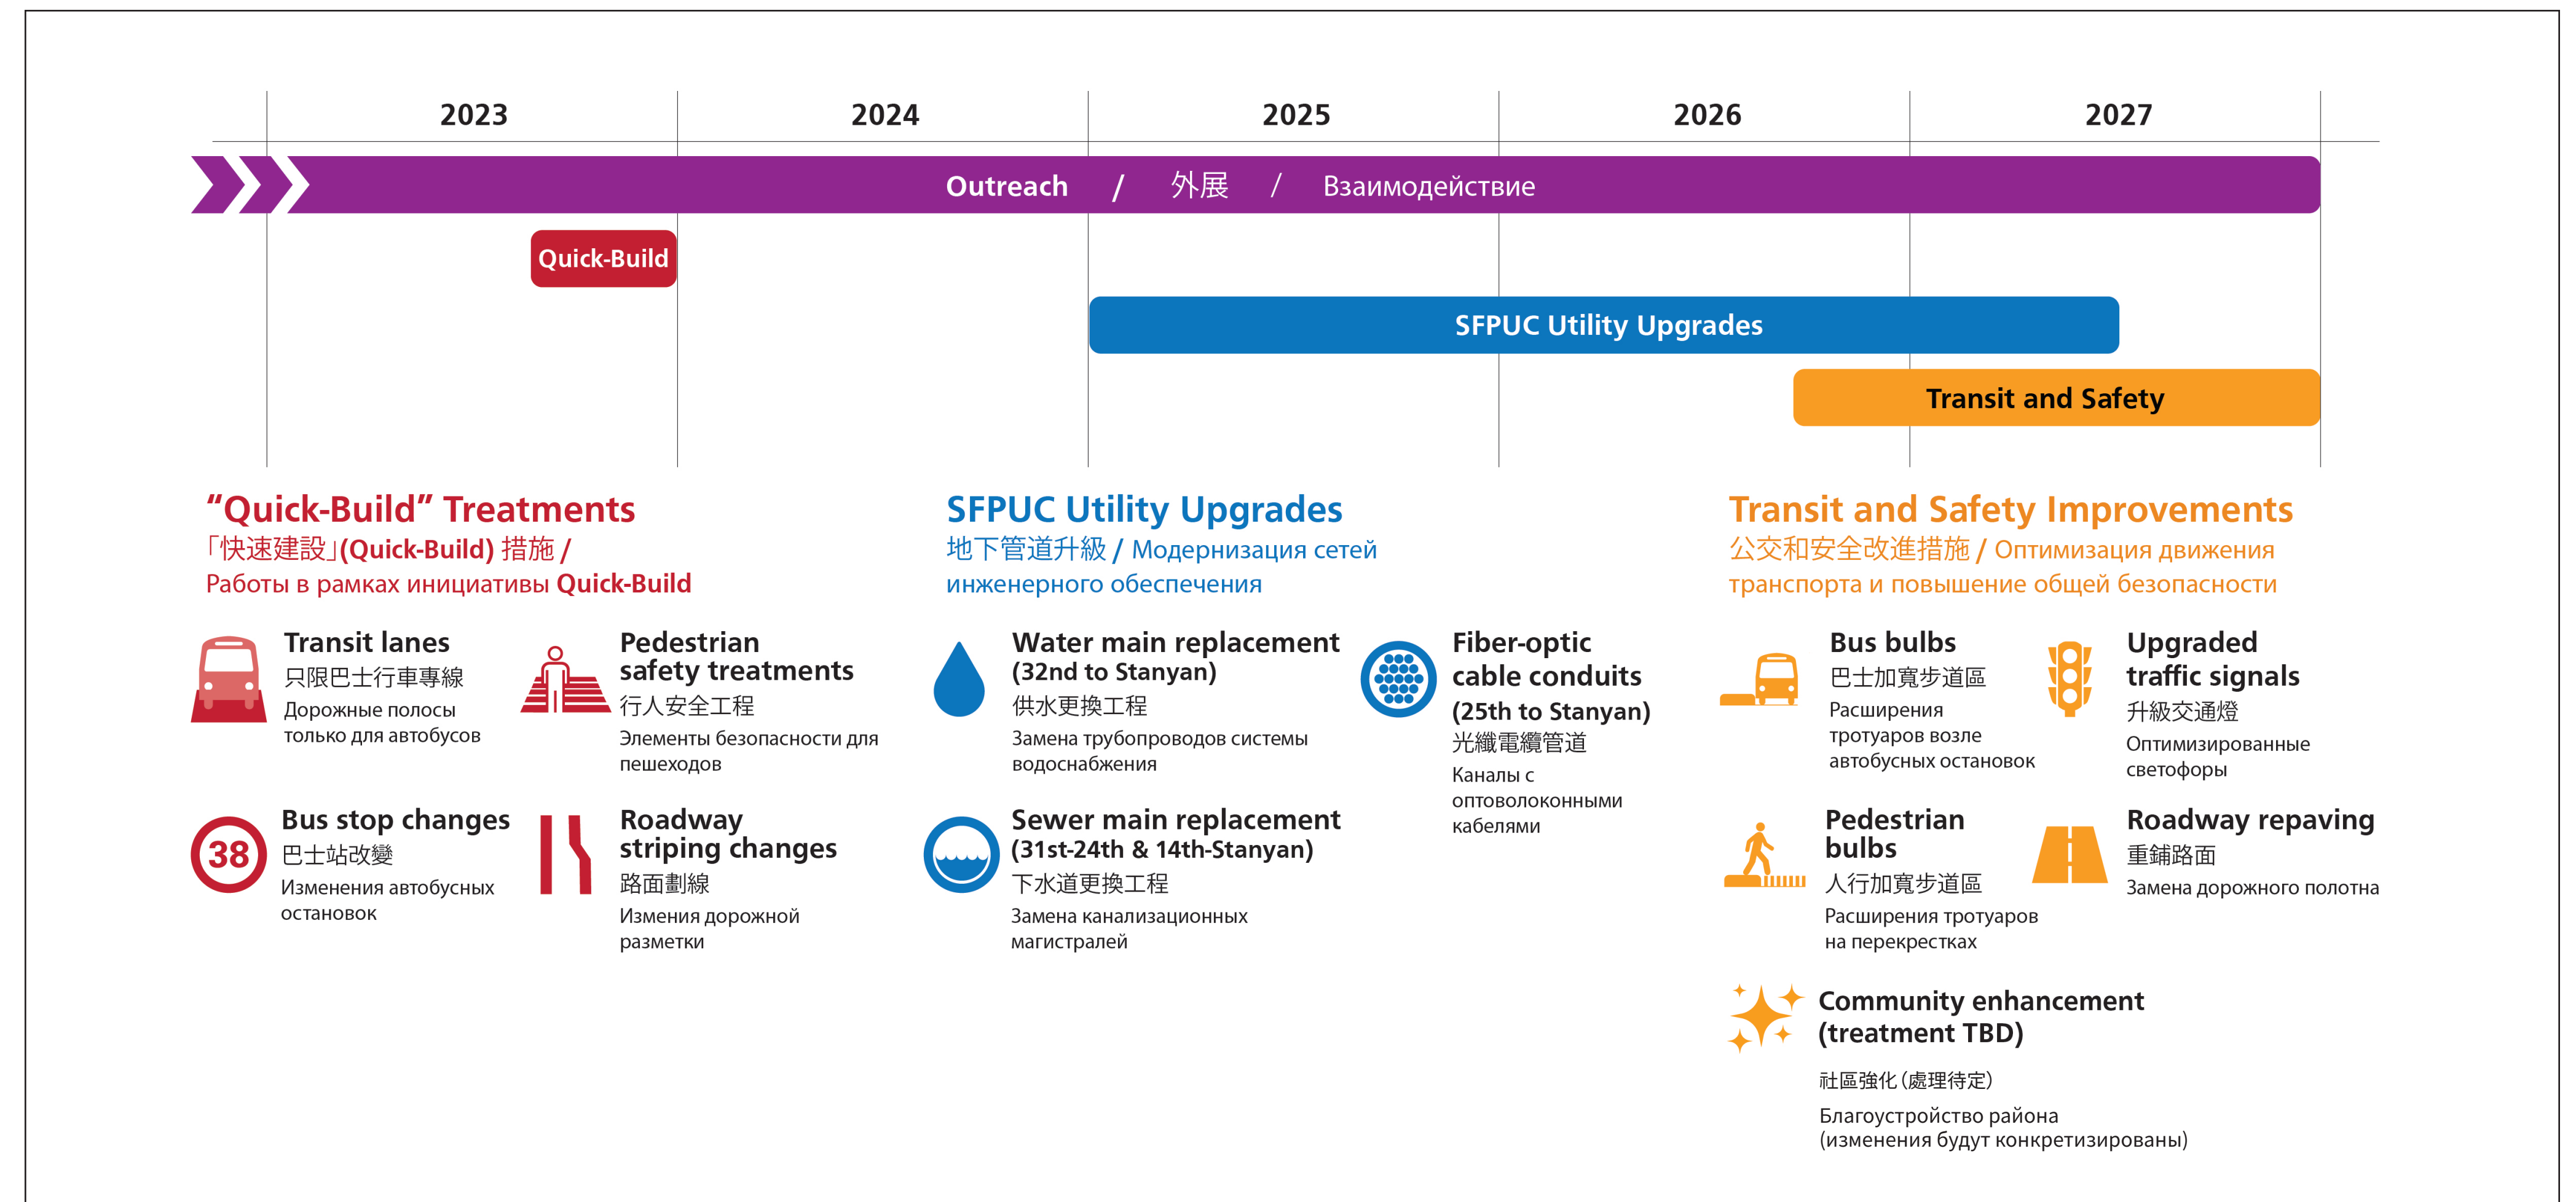 2023
2024
2025
2026
2027
Outreach / 外展 / Взаимодействие
Quick-Build
SFPUC Utility Upgrades
Transit and Safety
“Quick-Build” Treatments
「快速建設」(Quick-Build) 措施 /
Работы в рамках инициативы Quick-Build
Transit lanes
只限巴士行車專線
Дорожные полосы
только для автобусов
Pedestrian
safety treatments
行人安全工程
Элементы безопасности для
пешеходов
38
Bus stop changes
巴士站改變
Изменения автобусных
остановок
Roadway
striping changes
路面劃線
Измения дорожной
разметки
SFPUC Utility Upgrades
地下管道升級 / Модернизация сетей
инженерного обеспечения
Water main replacement
(32nd to Stanyan)
供水更換工程
Замена трубопроводов системы
водоснабжения
Fiber-optic
cable conduits
(25th to Stanyan)
光纖電纜管道
Каналы с
оптоволоконными
кабелями
Sewer main replacement
(31st-24th & 14th-Stanyan)
下水道更換工程
Замена канализационных
магистралей
Transit and Safety Improvements
公交和安全改進措施 / Оптимизация движения
транспорта и повышение общей безопасности
Bus bulbs
巴士加寬步道區
Расширения
тротуаров возле
автобусных остановок
Upgraded
traffic signals
升級交通燈
Оптимизированные
светофоры
Pedestrian
bulbs
人行加寬步道區
Расширения тротуаров
на перекрестках
Roadway repaving
重鋪路面
Замена дорожного полотна
Community enhancement
(treatment TBD)
社區強化（處理待定）
Благоустройство района
(изменения будут конкретизированы)